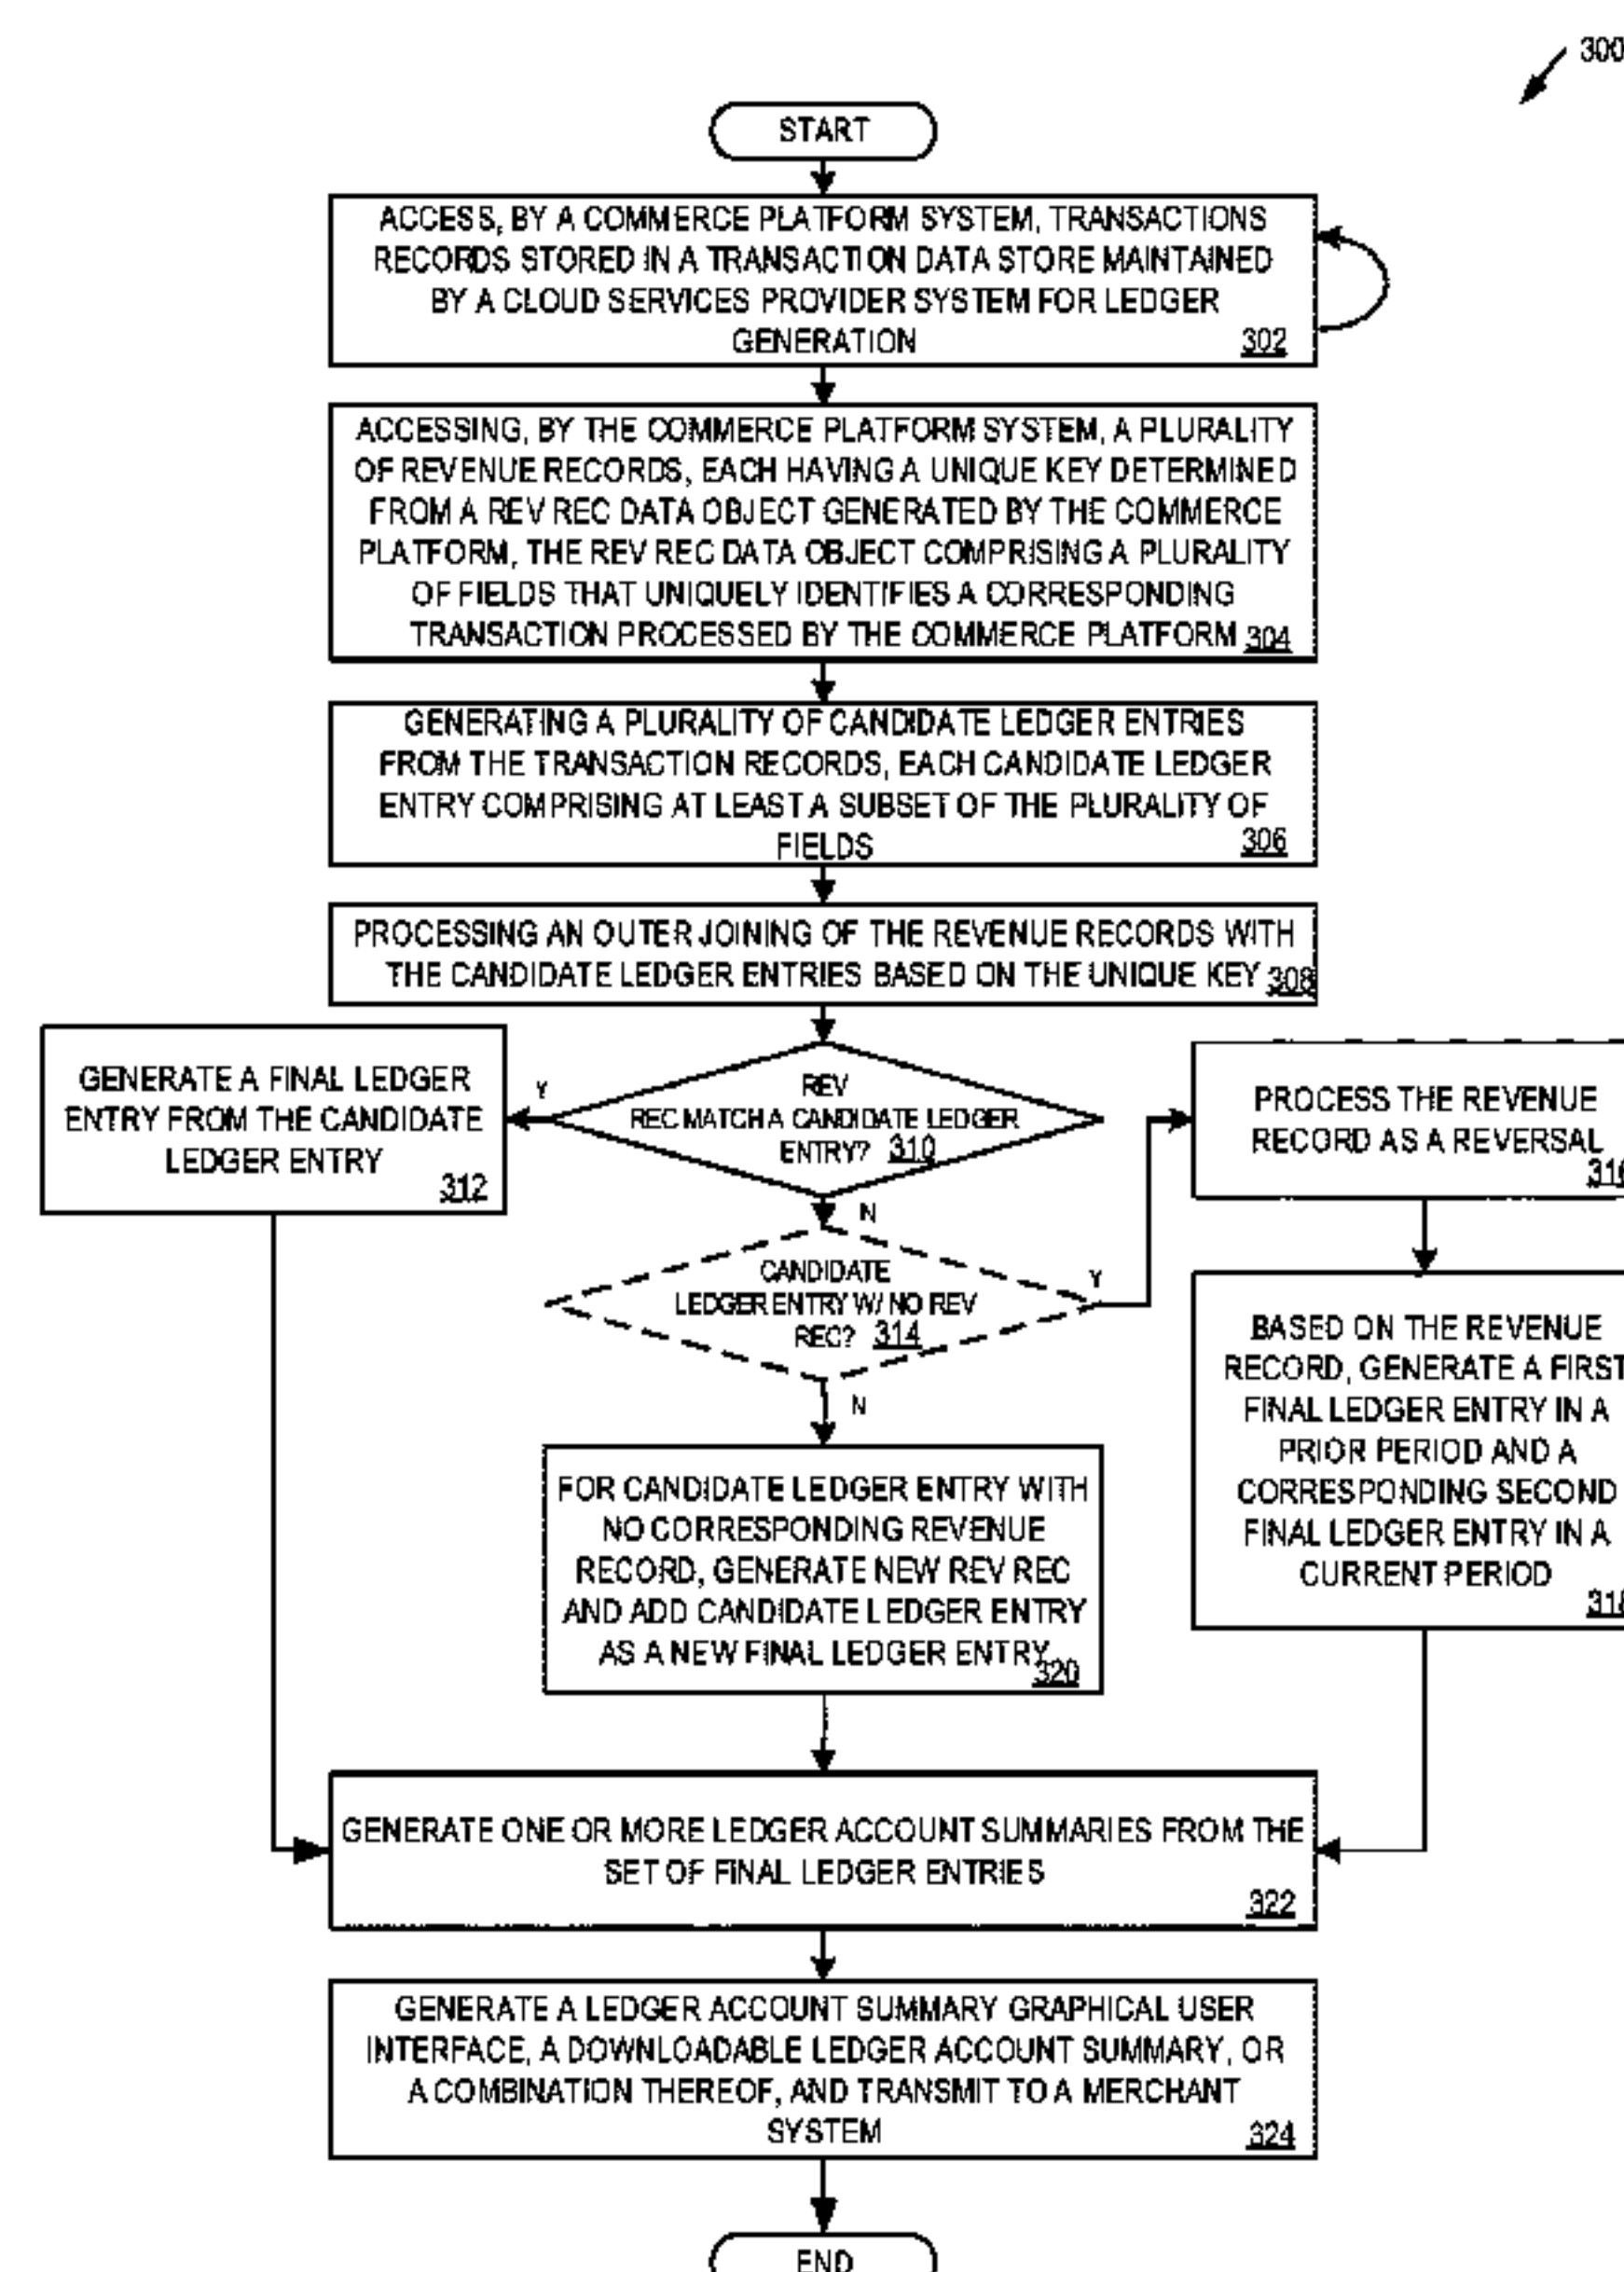 300
START
ACCESS, BY A COMMERCE PLATFORM SYSTEM, TRANSACTIONS
RECORDS STORED IN A TRANSACTION DATA STORE MAINTAINED
BY A CLOUD SERVICES PROVIDER SYSTEM FOR LEDGER
GENERATION
302
ACCESSING, BY THE COMMERCE PLATFORM SYSTEM, A PLURALITY
OF REVENUE RECORDS, EACH HAVING A UNIQUE KEY DETERMINED
FROM A REV REC DATA OBJECT GENERATED BY THE COMMERCE
PLATFORM, THE REV REC DATA OBJECT COMPRISING A PLURALITY
OF FIELDS THAT UNIQUELY IDENTIFIES A CORRESPONDING
TRANSACTION PROCESSED BY THE COMMERCE PLATFORM 304
GENERATING A PLURALITY OF CANDIDATE LEDGER ENTRIES
FROM THE TRANSACTION RECORDS, EACH CANDIDATE LEDGER
ENTRY COMPRISING AT LEAST A SUBSET OF THE PLURALITY OF
FIELDS
306
PROCESSING AN OUTER JOINING OF THE REVENUE RECORDS WITH
THE CANDIDATE LEDGER ENTRIES BASED ON THE UNIQUE KEY 308
REV
REC MATCH A CANDIDATE LEDGER
ENTRY? 310
Y
N
GENERATE A FINAL LEDGER
ENTRY FROM THE CANDIDATE
LEDGER ENTRY
312
CANDIDATE
LEDGER ENTRY W/ NO REV
REC? 314
Y
N
PROCESS THE REVENUE
RECORD AS A REVERSAL
BASED ON THE REVENUE
RECORD, GENERATE A FIRST
FINAL LEDGER ENTRY IN A
PRIOR PERIOD AND A
CORRESPONDING SECOND
FINAL LEDGER ENTRY IN A
CURRENT PERIOD
FOR CANDIDATE LEDGER ENTRY WITH
NO CORRESPONDING REVENUE
RECORD, GENERATE NEW REV REC
AND ADD CANDIDATE LEDGER ENTRY
AS A NEW FINAL LEDGER ENTRY
320
GENERATE ONE OR MORE LEDGER ACCOUNT SUMMARIES FROM THE
SET OF FINAL LEDGER ENTRIES
322
GENERATE A LEDGER ACCOUNT SUMMARY GRAPHICAL USER
INTERFACE, A DOWNLOADABLE LEDGER ACCOUNT SUMMARY, OR
A COMBINATION THEREOF, AND TRANSMIT TO A MERCHANT
SYSTEM
324
END